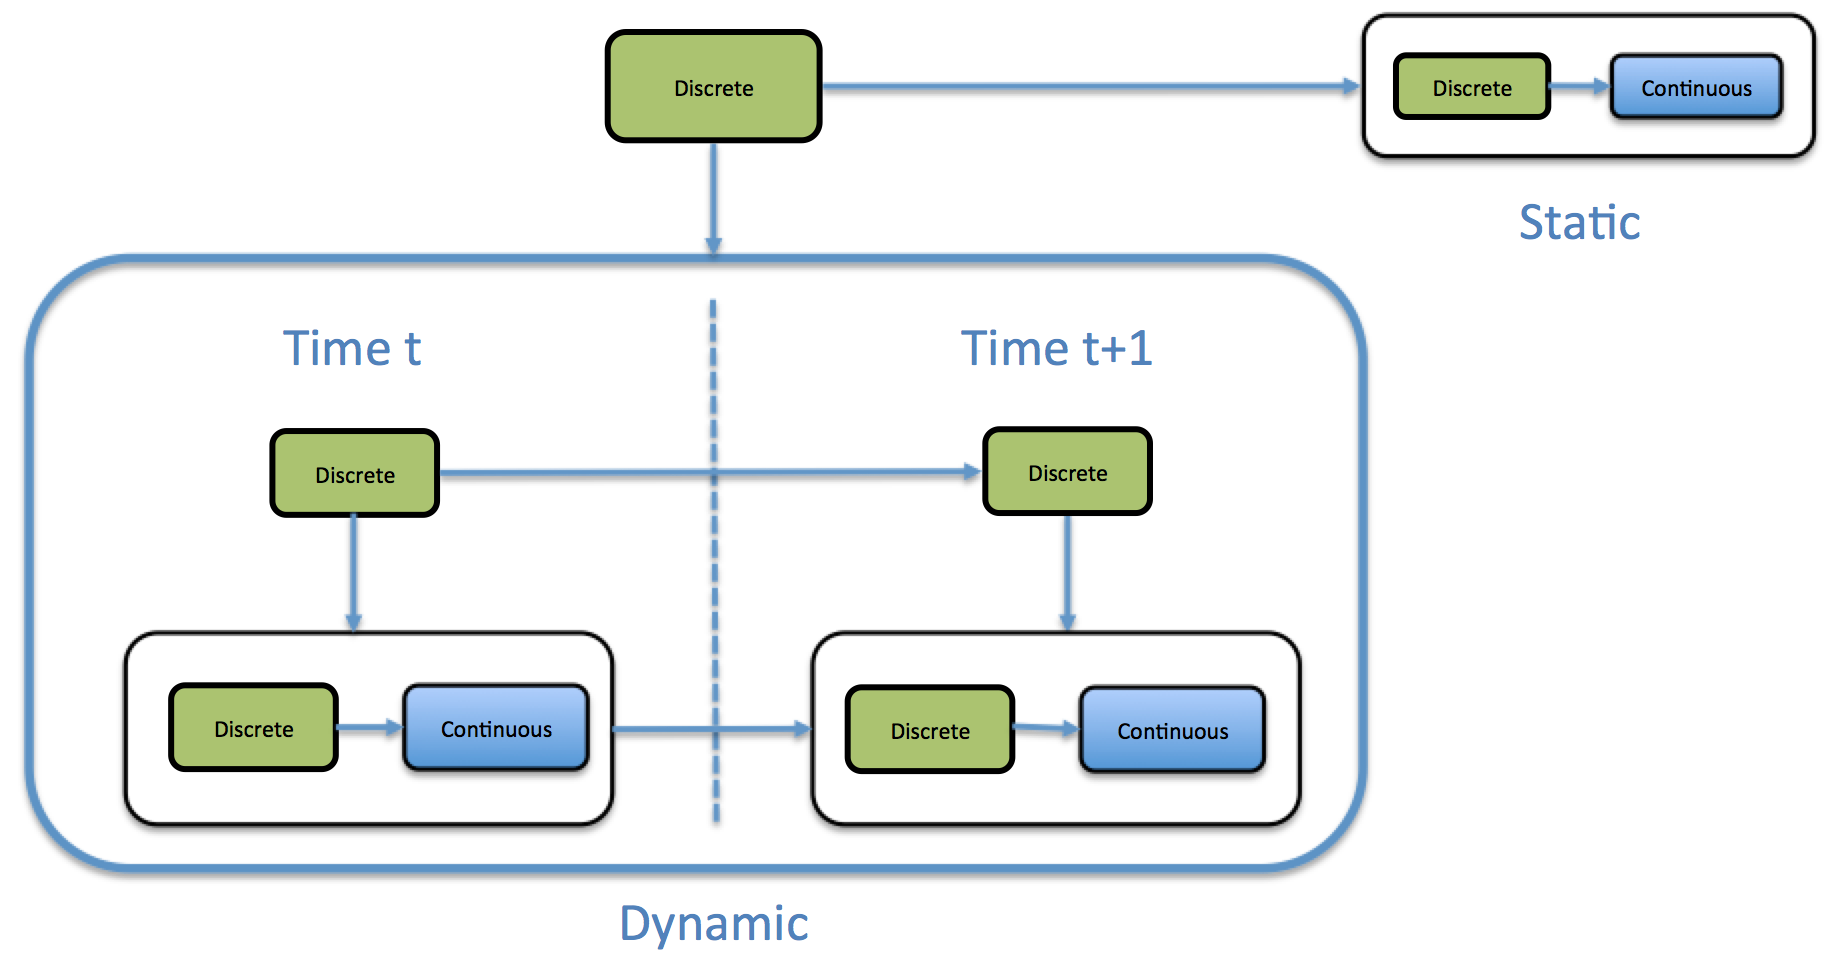 Discrete
Discrete
Continuous
Static
Time t
Time t+1
Discrete
Discrete
Discrete
Continuous
Discrete
Continuous
Dynamic